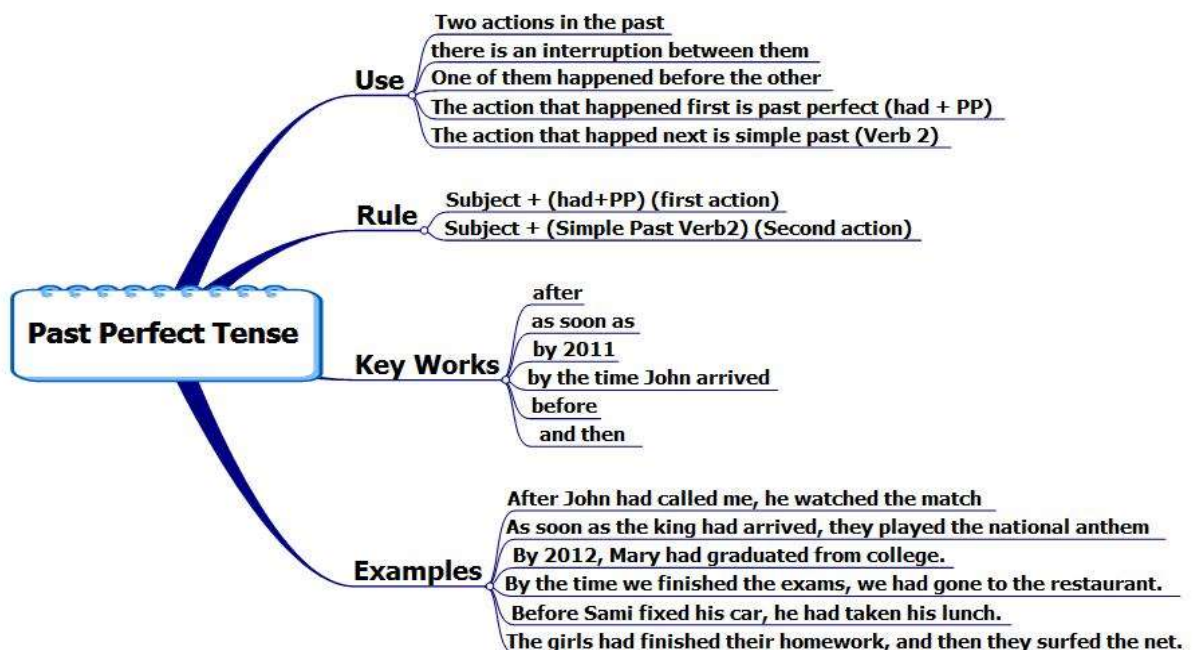 Two actions in the past
there is an interruption between them
Use
One of them happened before the other
The action that happened first is past perfect (had + PP)
The action that happed next is simple past (Verb 2)
Rule
Subject + (had+PP) (first action)
Subject + (Simple Past Verb2) (Second action)
Past Perfect Tense
Key Works
after
as soon as
by 2011
by the time John arrived
before
and then
Examples
After John had called me, he watched the match
As soon as the king had arrived, they played the national anthem
By 2012, Mary had graduated from college.
By the time we finished the exams, we had gone to the restaurant.
Before Sami fixed his car, he had taken his lunch.
The girls had finished their homework, and then they surfed the net.